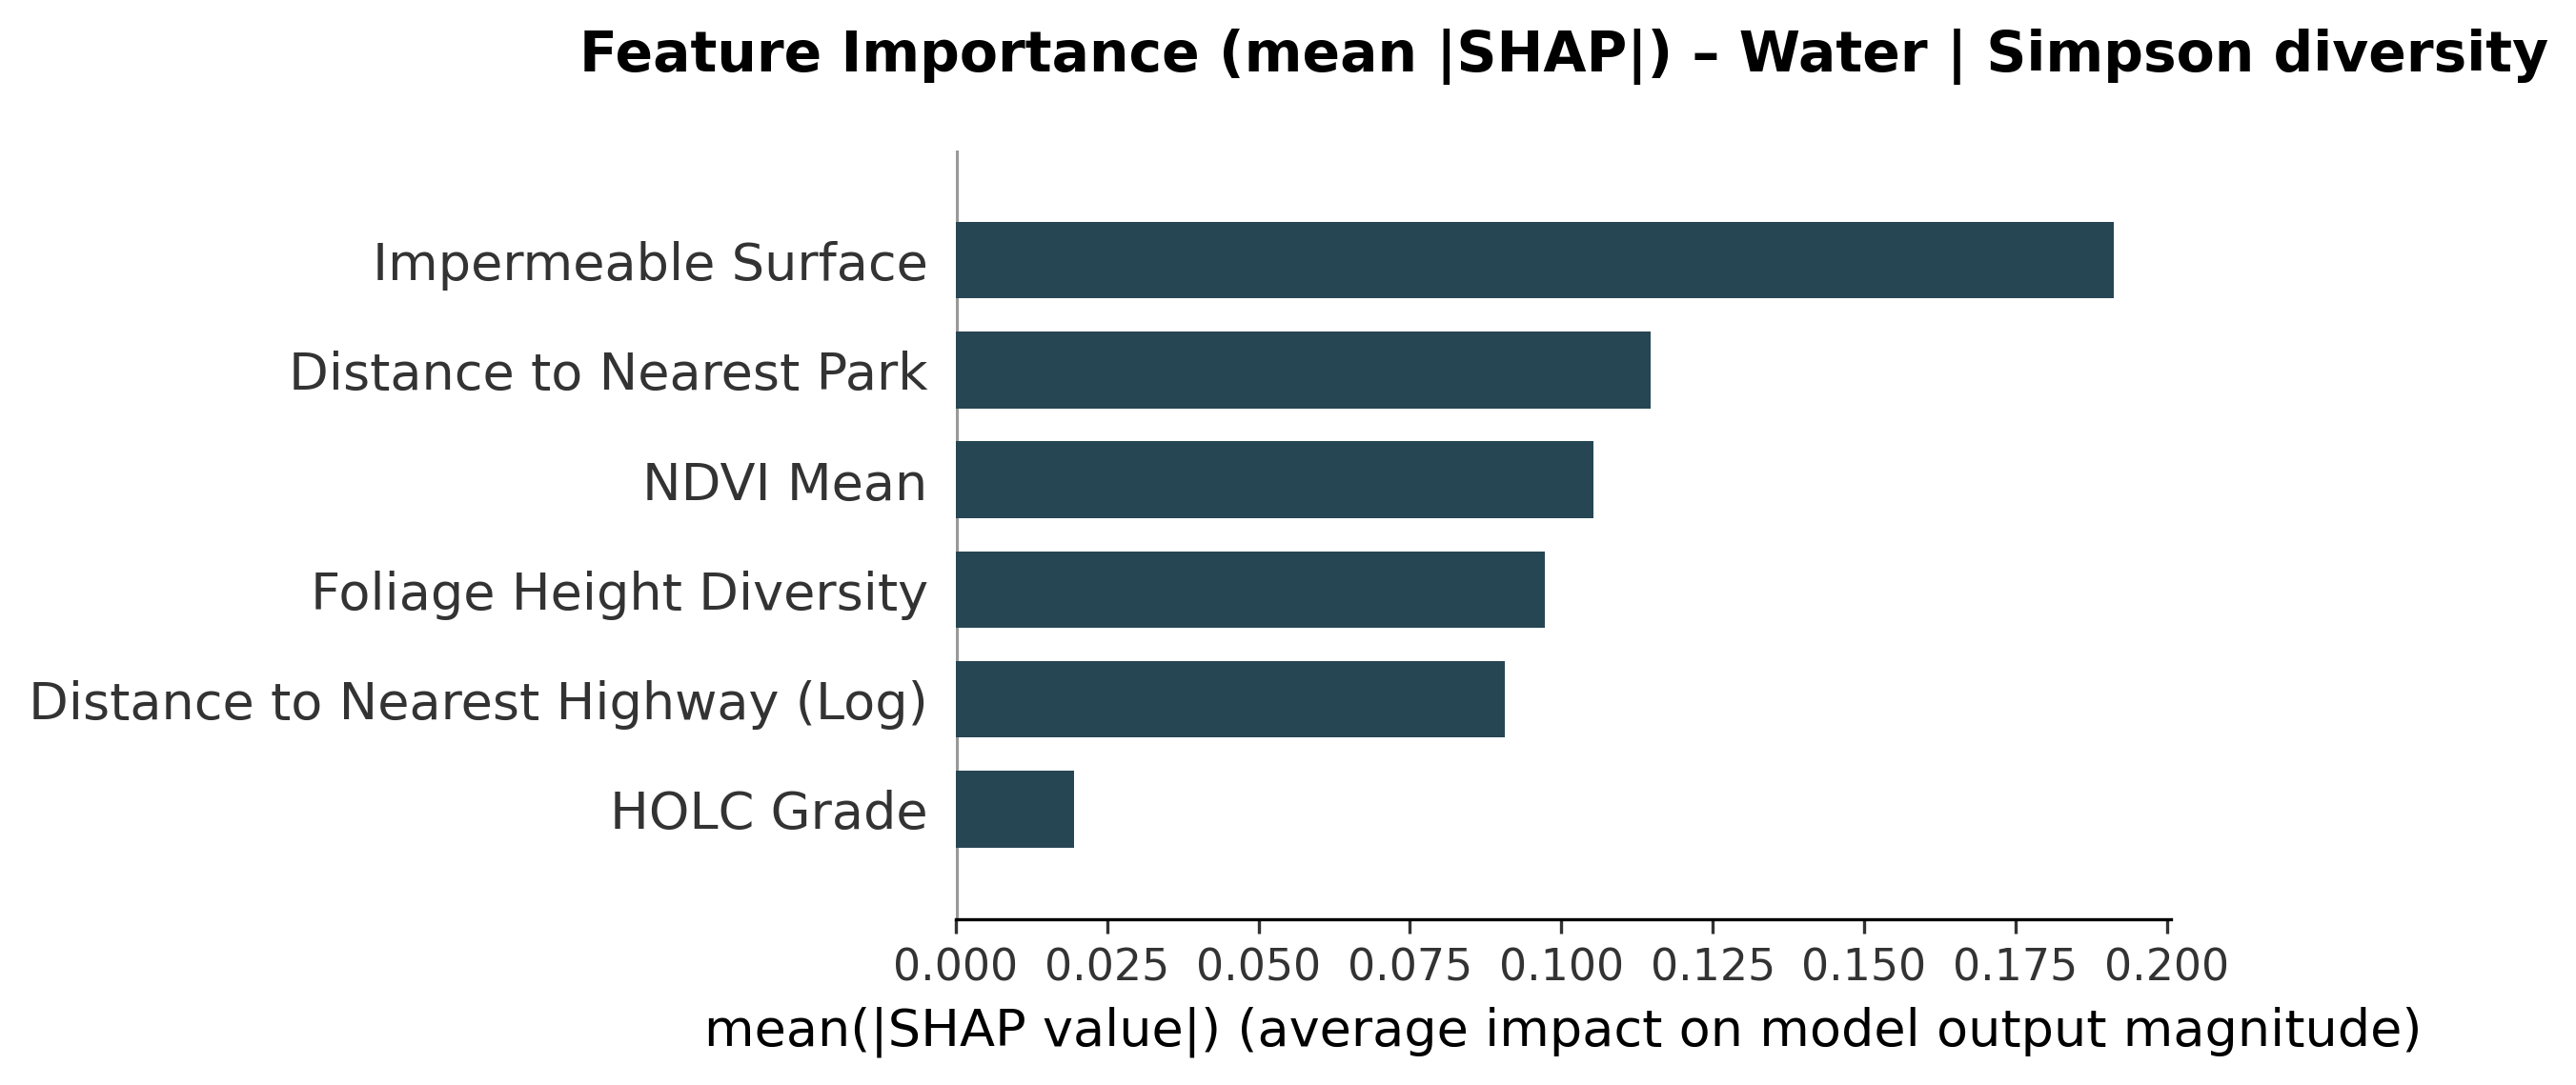 Feature Importance (mean |SHAP|) – Water | Simpson diversity
Impermeable Surface
Distance to Nearest Park
NDVI Mean
Foliage Height Diversity
Distance to Nearest Highway (Log)
HOLC Grade
0.000 0.025 0.050 0.075 0.100 0.125 0.150 0.175 0.200
mean(|SHAP value|) (average impact on model output magnitude)